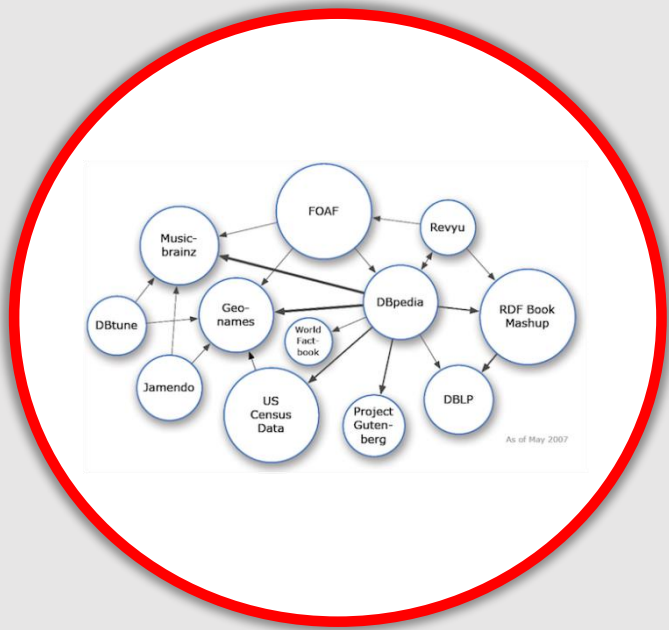 FOAF
Music-
brainz
Revyu
DBpedia
Geo-
names
RDF Book
Mashup
DBtune
World
Fact-
book
Jamendo
US
Census
Data
Project
Guten-
berg
DBLP
As of May 2007